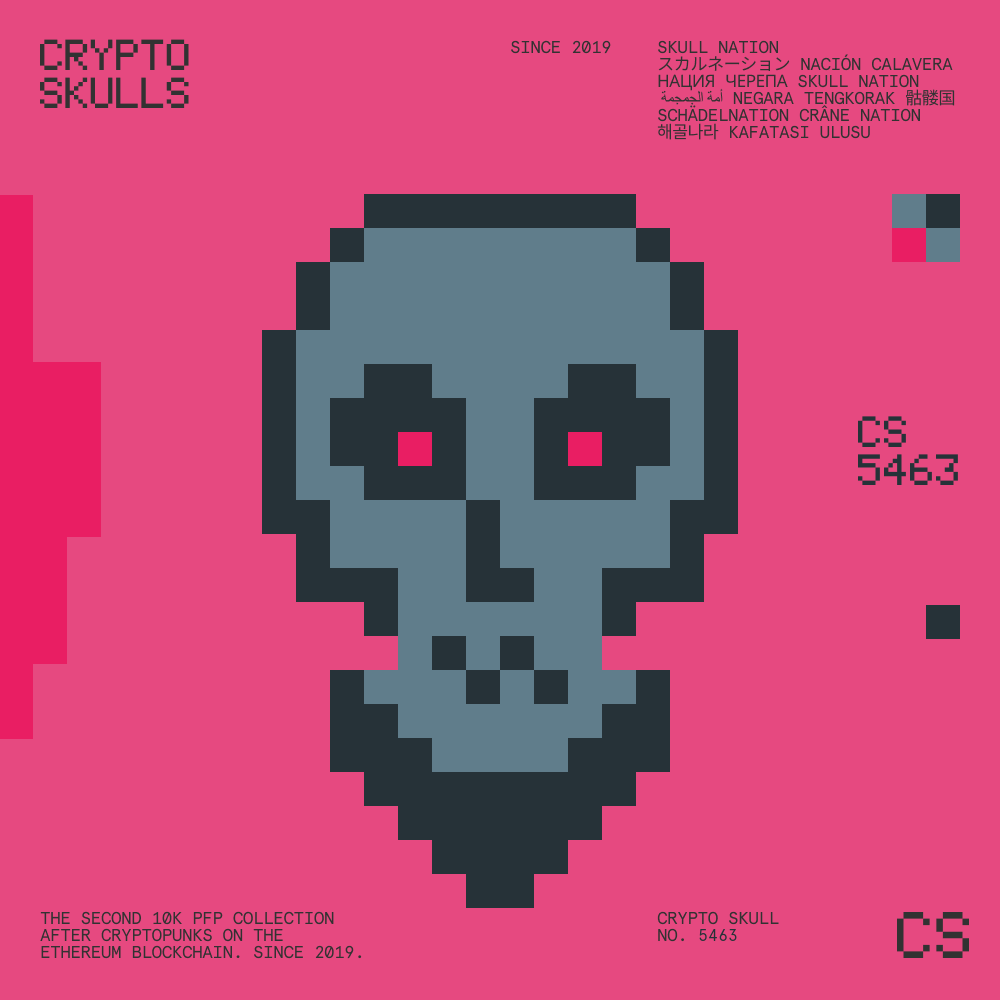 CRYPTO
SKULLS
SINCE 2019
SKULL NATION
スカルネーション NACIÓN CALAVERA
НАЦИЯ ЧЕРЕПА SKULL NATION
أمة الجمجمة NEGARA TENGKORAK 骷髏国
SCHÄDELNATION CRÂNE NATION
해골나라 KAFATASI ULUSU
CS
5463
THE SECOND 10K PFP COLLECTION
AFTER CRYPTOPUNKS ON THE
ETHEREUM BLOCKCHAIN. SINCE 2019.
CRYPTO SKULL
NO. 5463
CS